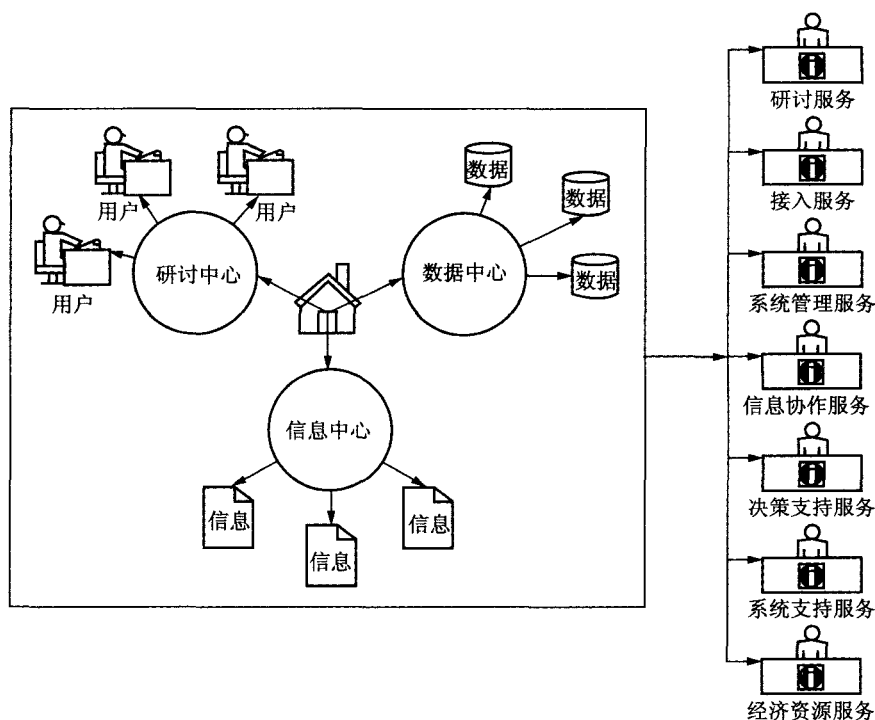 研讨服务
接入服务
系统管理服务
信息协作服务
决策支持服务
系统支持服务
经济资源服务
用户
用户
用户
研讨中心
数据
数据
数据
数据中心
信息中心
信息
信息
信息